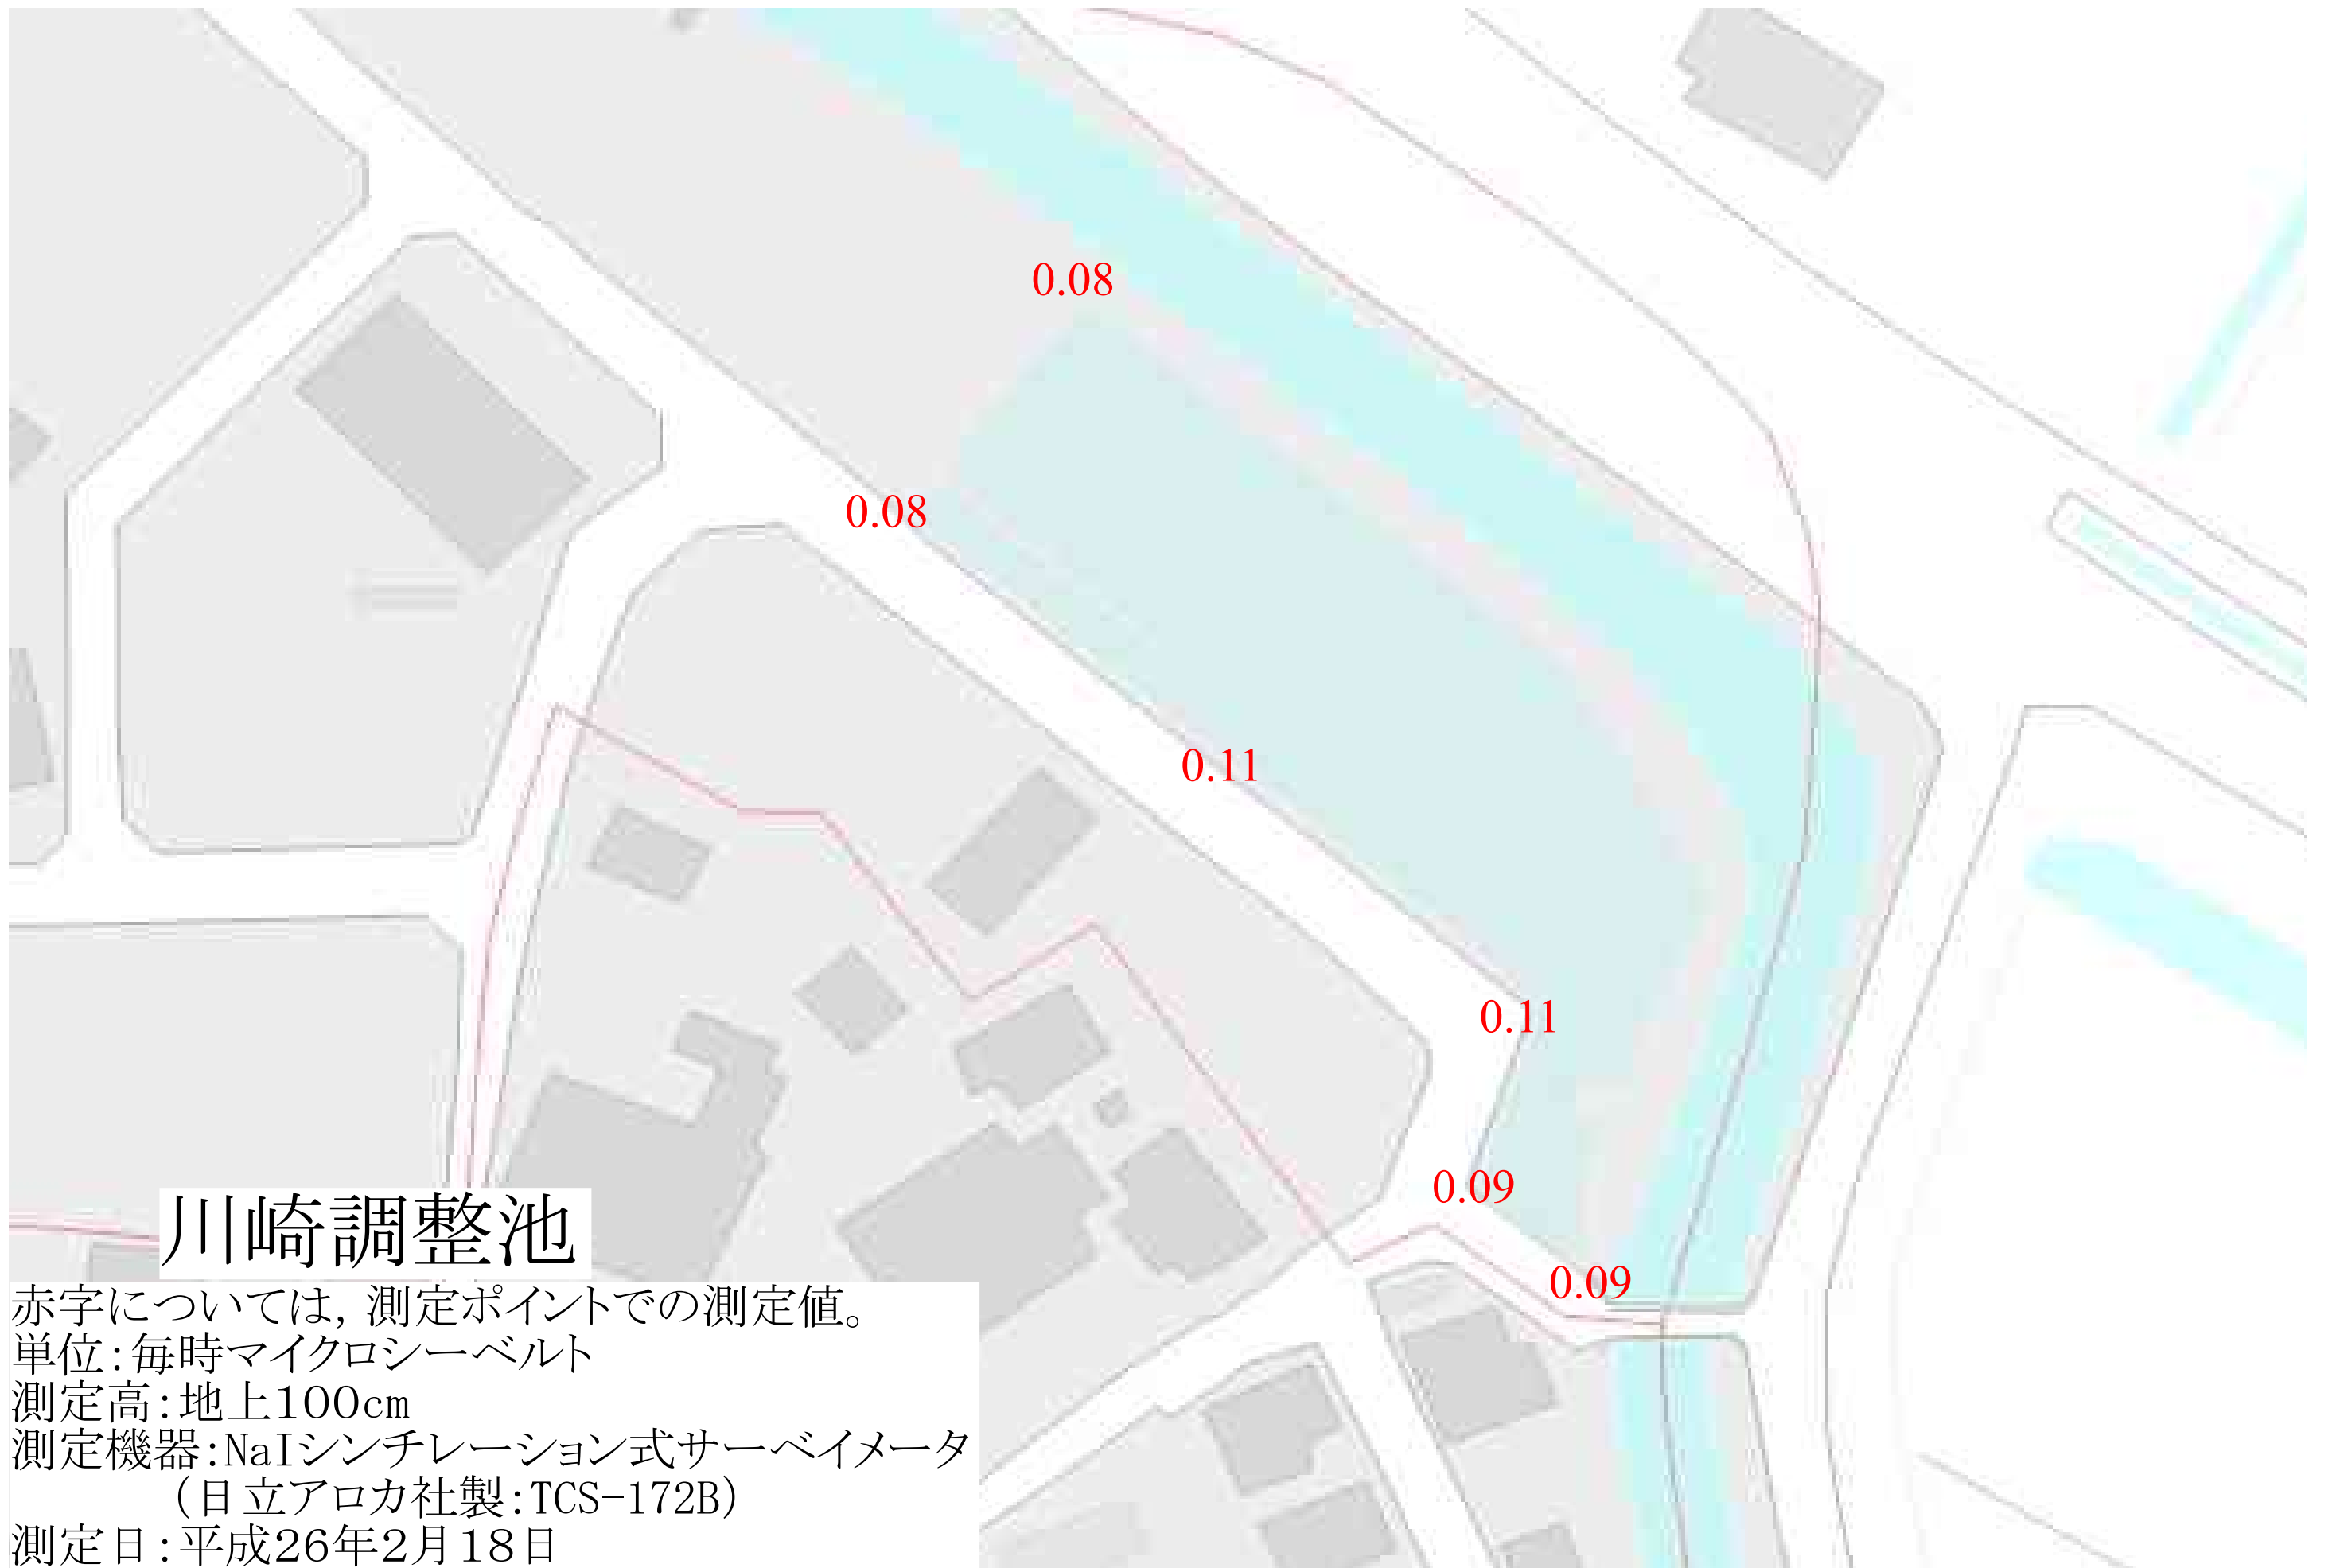 0.08
0.08
0.11
0.11
0.09
0.09
川崎調整池
赤字については，測定ポイントでの測定値。
単位：毎時マイクロシーベルト
測定高：地上１００ｃｍ
測定機器：ＮａＩシンチレーション式サーベイメータ
（日立アロカ社製：TCS-172B）
測定日：平成２６年２月１８日